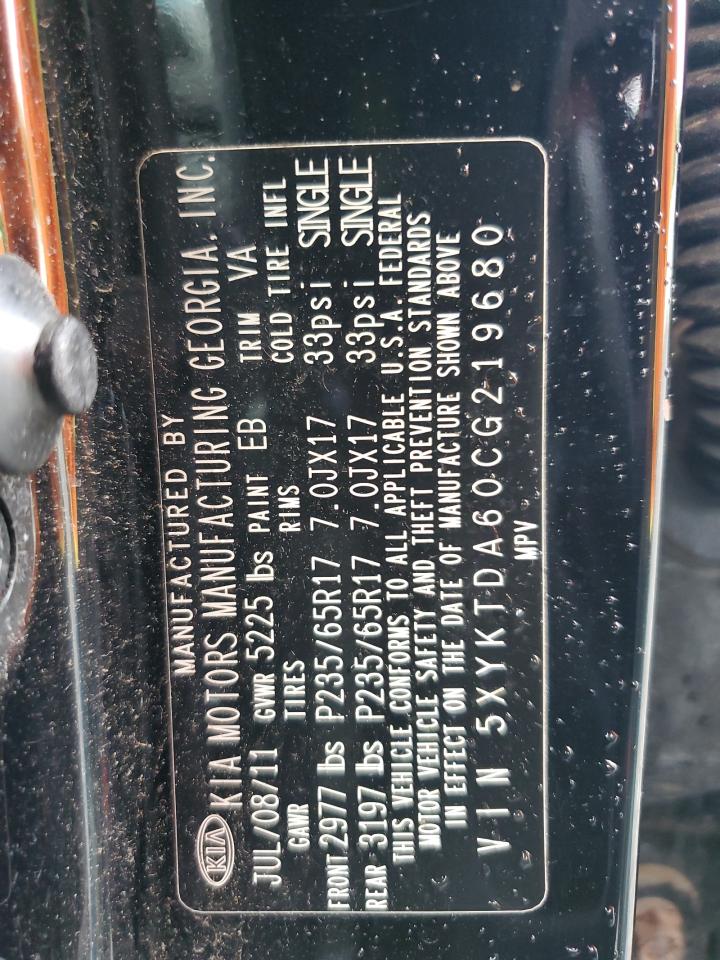 MANUFACTURED BY
KIA KIA MOTORS MANUFACTURING GEORGIA, INC.
JUL/08/11 GVWR 5225 lbs PAINT EB TRIM VA
GAWR TIRES RIMS COLD TIRE INFL
FRONT 2977 lbs P235/65R17 7.0JX17 33psi SINGLE
REAR 3197 lbs P235/65R17 7.0JX17 33psi SINGLE
THIS VEHICLE CONFORMS TO ALL APPLICABLE U.S.A. FEDERAL
MOTOR VEHICLE SAFETY AND THEFT PREVENTION STANDARDS
IN EFFECT ON THE DATE OF MANUFACTURE SHOWN ABOVE
VIN 5XYKTDA60CG219680
MPV